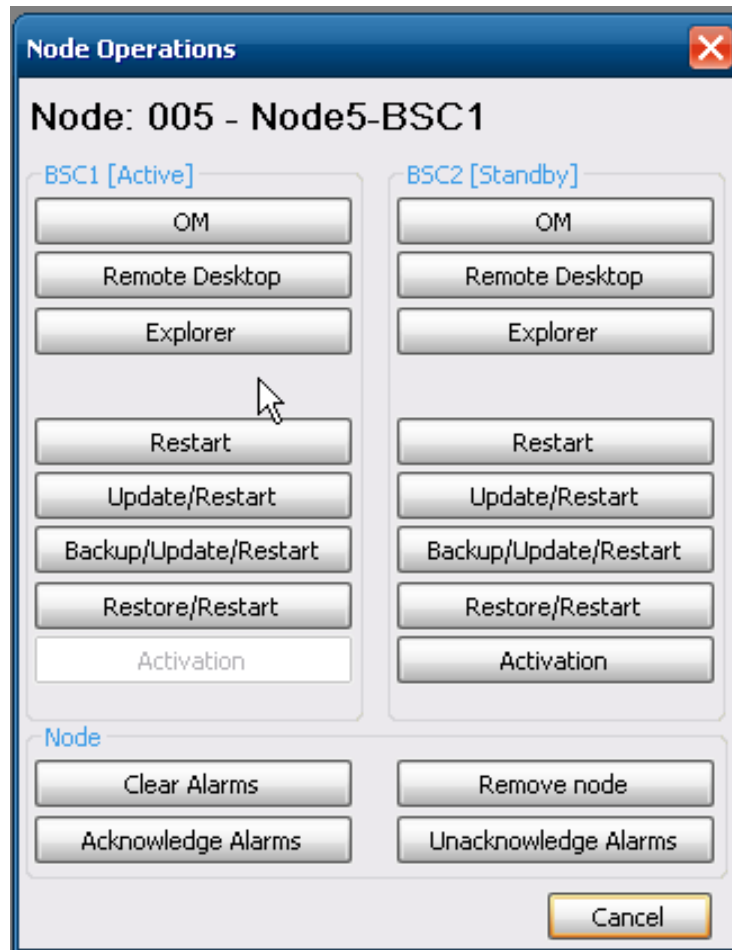 Node Operations
Node: 005 - Node5-BSC1
BSC1 [Active]
OM
Remote Desktop
Explorer
Restart
Update/Restart
Backup/Update/Restart
Restore/Restart
Activation
BSC2 [Standby]
OM
Remote Desktop
Explorer
Restart
Update/Restart
Backup/Update/Restart
Restore/Restart
Activation
Node
Clear Alarms
Remove node
Acknowledge Alarms
Unacknowledge Alarms
Cancel